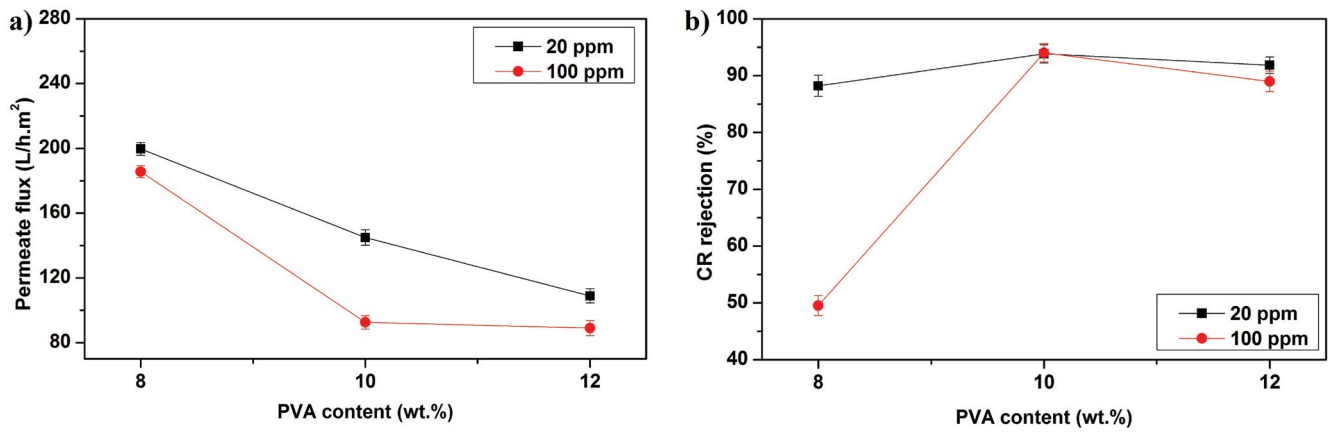 a)
280
240
200
160
120
80
Permeate flux (L/h.m²)
20 ppm
100 ppm
8
10
12
PVA content (wt.%)
b)
100
90
80
70
60
50
40
CR rejection (%)
20 ppm
100 ppm
8
10
12
PVA content (wt.%)